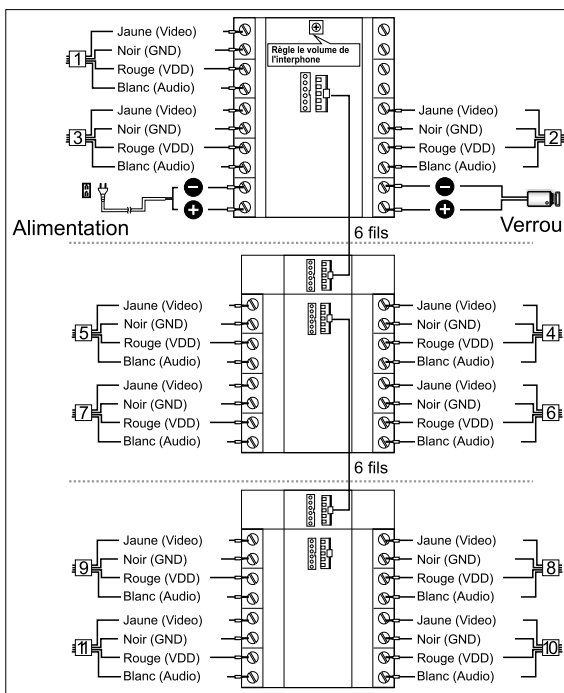 Jaune (Video)
Noir (GND)
Rouge (VDD)
Blanc (Audio)
1
Règle le volume de
l'interphone
Jaune (Video)
Noir (GND)
Rouge (VDD)
Blanc (Audio)
3
Jaune (Video)
Noir (GND)
Rouge (VDD)
Blanc (Audio)
2
Alimentation
Verrou
6 fils
Jaune (Video)
Noir (GND)
Rouge (VDD)
Blanc (Audio)
5
Jaune (Video)
Noir (GND)
Rouge (VDD)
Blanc (Audio)
4
Jaune (Video)
Noir (GND)
Rouge (VDD)
Blanc (Audio)
7
Jaune (Video)
Noir (GND)
Rouge (VDD)
Blanc (Audio)
6
6 fils
Jaune (Video)
Noir (GND)
Rouge (VDD)
Blanc (Audio)
9
Jaune (Video)
Noir (GND)
Rouge (VDD)
Blanc (Audio)
8
Jaune (Video)
Noir (GND)
Rouge (VDD)
Blanc (Audio)
11
Jaune (Video)
Noir (GND)
Rouge (VDD)
Blanc (Audio)
10